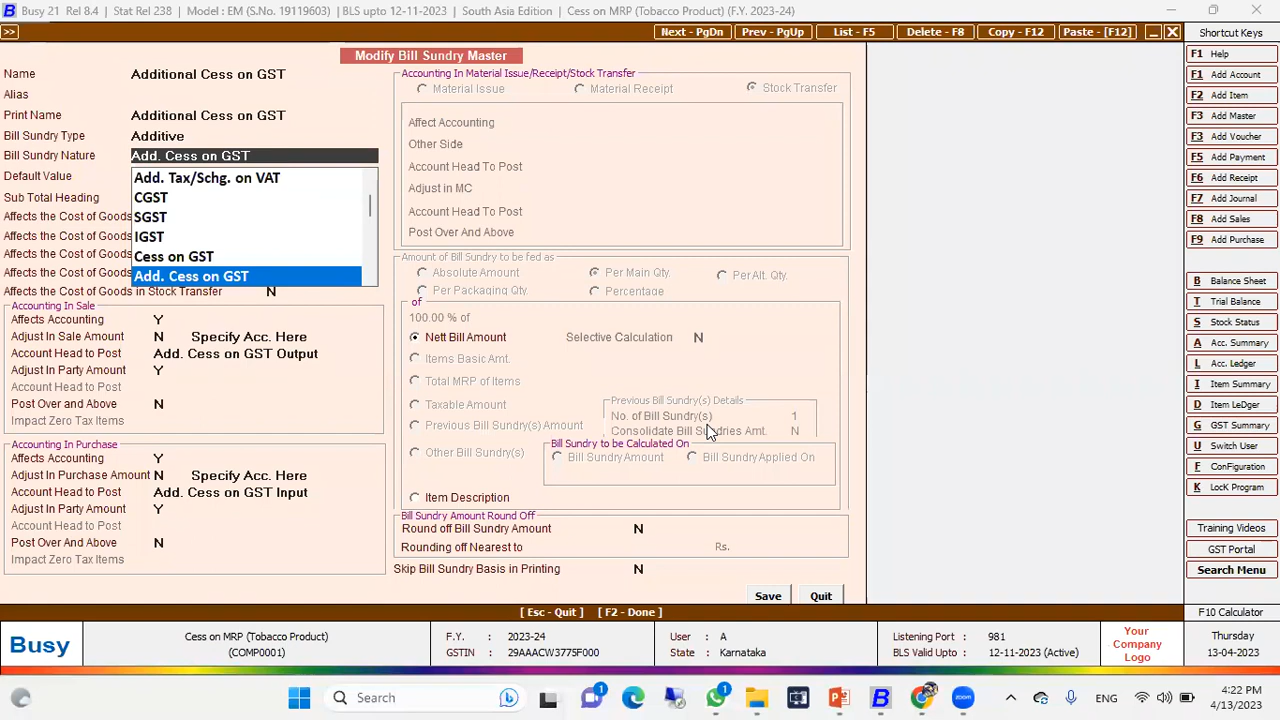 Busy 21 Rel 8.4 | Stat Rel 238 | Model : EM (S.No. 19119603) | BLS upto 12-11-2023 | South Asia Edition | Cess on MRP (Tobacco Product) (F.Y. 2023-24)
>> Next - PgDn Prev - PgUp List - F5 Delete - F8 Copy - F12 Paste - [F12] Shortcut Keys
Modify Bill Sundry Master
Name Additional Cess on GST
Alias
Print Name Additional Cess on GST
Bill Sundry Type Additive
Bill Sundry Nature Add. Cess on GST
Default Value
Sub Total Heading
Affects the Cost of Goods
Affects the Cost of Goods
Affects the Cost of Goods
Affects the Cost of Goods
Affects the Cost of Goods in Stock Transfer N
Add. Tax/Schg. on VAT
CGST
SGST
IGST
Cess on GST
Add. Cess on GST
Accounting In Sale
Affects Accounting Y
Adjust In Sale Amount N Specify Acc. Here
Account Head to Post Add. Cess on GST Output
Adjust In Party Amount Y
Account Head to Post
Post Over and Above N
Impact Zero Tax Items
Accounting In Purchase
Affects Accounting Y
Adjust In Purchase Amount N Specify Acc. Here
Account Head to Post Add. Cess on GST Input
Adjust In Party Amount Y
Account Head to Post
Post Over And Above N
Impact Zero Tax Items
Accounting In Material Issue/Receipt/Stock Transfer
Material Issue Material Receipt Stock Transfer
Affect Accounting
Other Side
Account Head To Post
Adjust in MC
Account Head To Post
Post Over And Above
Amount of Bill Sundry to be fed as
Absolute Amount Per Main Qty. Per Alt. Qty.
Per Packaging Qty. Percentage
of
100.00 % of
Nett Bill Amount Selective Calculation N
Items Basic Amt.
Total MRP of Items
Taxable Amount
Previous Bill Sundry(s) Amount
Other Bill Sundry(s)
Item Description
Previous Bill Sundry(s) Details
No. of Bill Sundry(s) 1
Consolidate Bill Sundries Amt. N
Bill Sundry to be Calculated On
Bill Sundry Amount Bill Sundry Applied On
Bill Sundry Amount Round Off
Round off Bill Sundry Amount N
Rounding off Nearest to Rs.
Skip Bill Sundry Basis in Printing N
Save Quit
[ Esc - Quit ] [ F2 - Done ]
F1 Help
F1 Add Account
F2 Add Item
F3 Add Master
F3 Add Voucher
F5 Add Payment
F6 Add Receipt
F7 Add Journal
F8 Add Sales
F9 Add Purchase
B Balance Sheet
T Trial Balance
S Stock Status
A Acc. Summary
L Acc. Ledger
I Item Summary
D Item LeDger
G GST Summary
U Switch User
F ConFiguration
K LocK Program
Training Videos
GST Portal
Search Menu
F10 Calculator
Busy
Cess on MRP (Tobacco Product)
(COMP0001)
F.Y. : 2023-24
GSTIN : 29AAACW3775F000
User : A
State : Karnataka
Listening Port : 981
BLS Valid Upto : 12-11-2023 (Active)
Your
Company
Logo
Thursday
13-04-2023
Search
1
1
B
zoom
ENG
4:22 PM
4/13/2023